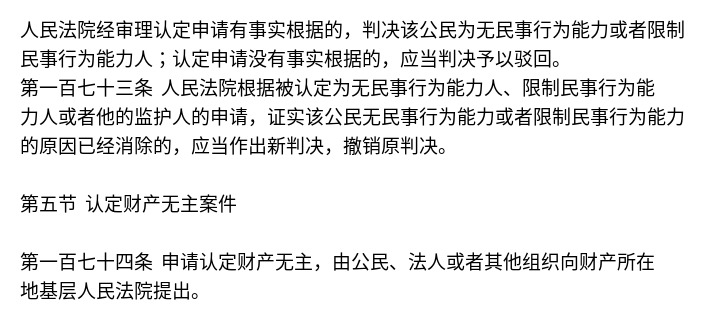 人民法院经审理认定申请有事实根据的，判决该公民为无民事行为能力或者限制
民事行为能力人；认定申请没有事实根据的，应当判决予以驳回。
第一百七十三条 人民法院根据被认定为无民事行为能力人、限制民事行为能
力人或者他的监护人的申请，证实该公民无民事行为能力或者限制民事行为能力
的原因已经消除的，应当作出新判决，撤销原判决。
第五节 认定财产无主案件
第一百七十四条 申请认定财产无主，由公民、法人或者其他组织向财产所在
地基层人民法院提出。